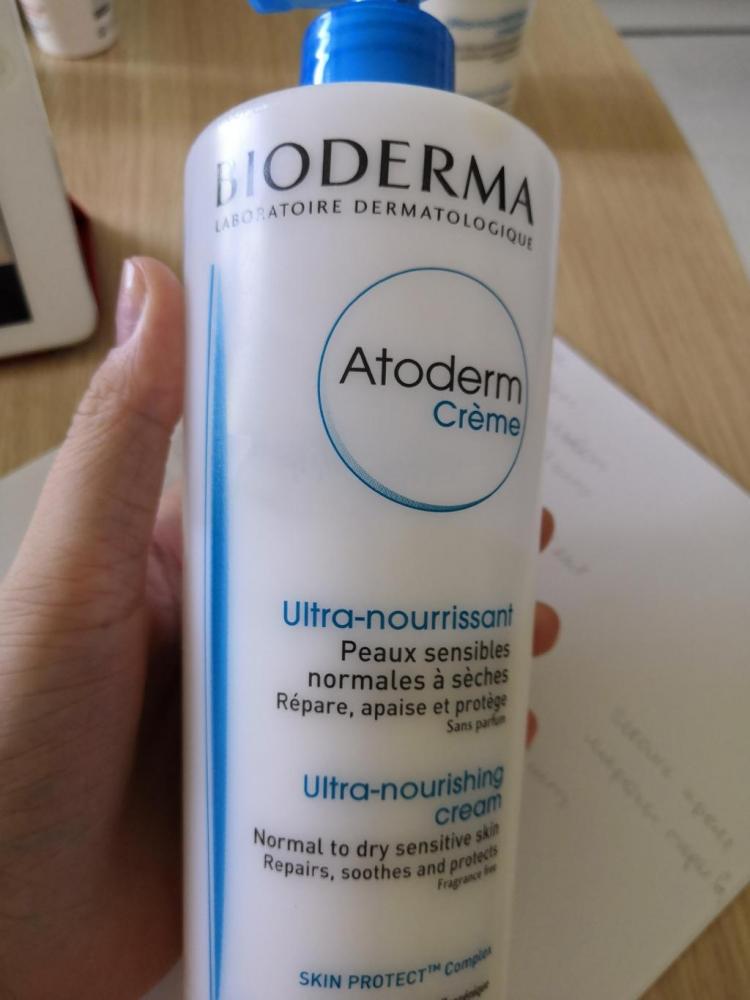 BIODERMA
LABORATOIRE DERMATOLOGIQUE
Atoderm
Crème
Ultra-nourrissant
Peaux sensibles
normales à sèches
Répare, apaise et protège
Sans parfum
Ultra-nourishing
cream
Normal to dry sensitive skin
Repairs, soothes and protects
Fragrance free
SKIN PROTECT™ Complex